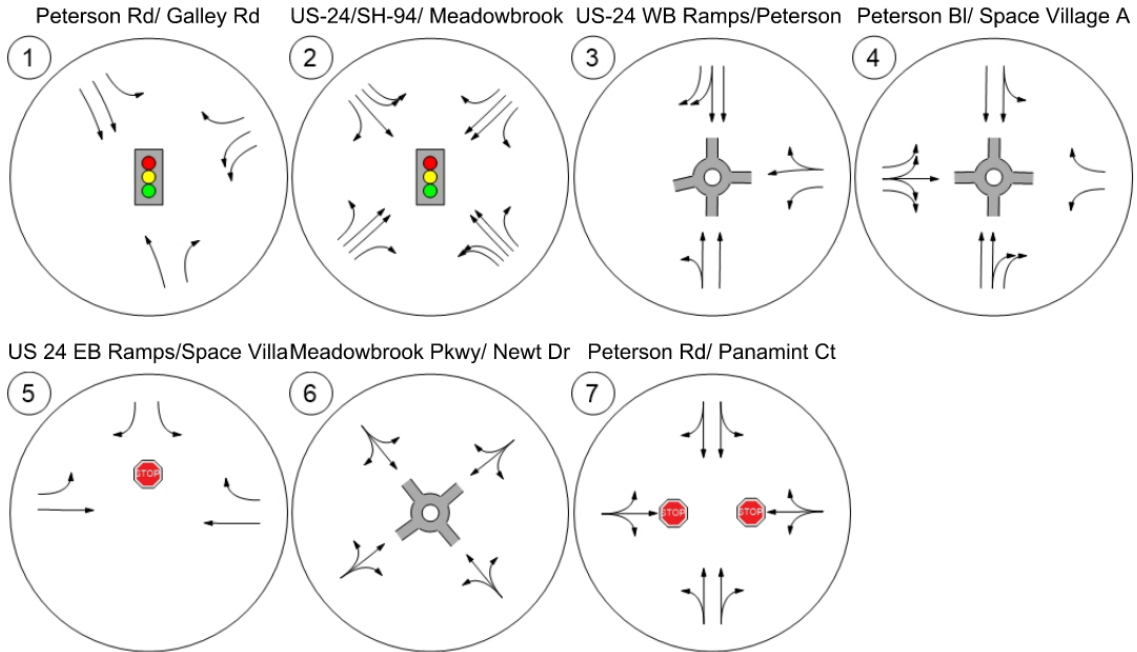 Peterson Rd/ Galley Rd
1
US-24/SH-94/ Meadowbrook
2
US-24 WB Ramps/Peterson
3
Peterson Bl/ Space Village A
4
US 24 EB Ramps/Space Villa
5
STOP
Meadowbrook Pkwy/ Newt Dr
6
Peterson Rd/ Panamint Ct
7
STOP
STOP